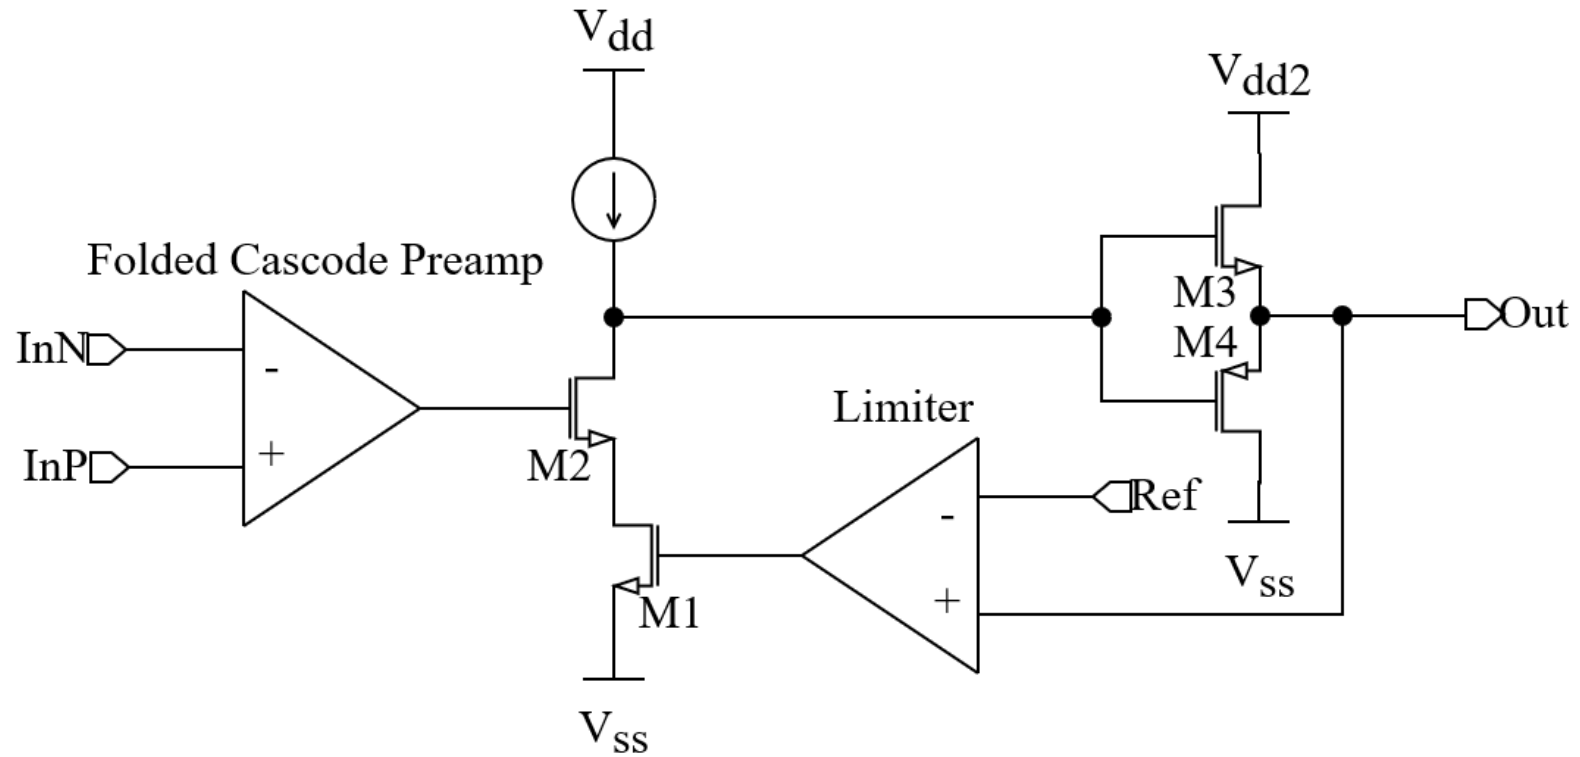 Vdd
Vdd2
Folded Cascode Preamp
InN
-
InP
+
M2
M3
M4
Out
Limiter
Ref
-
+
M1
Vss
Vss